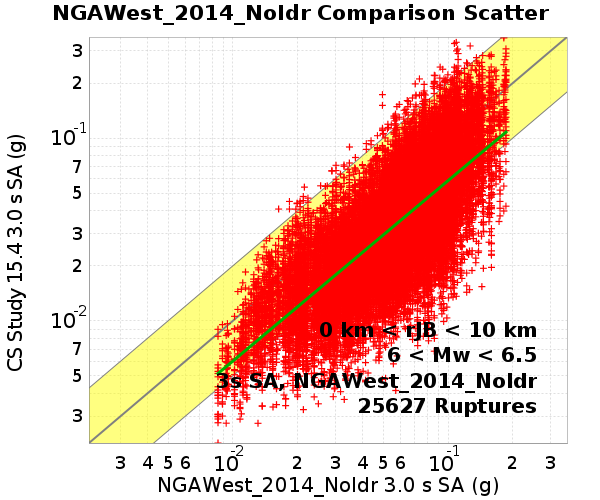 NGAWest_2014_NoIdr Comparison Scatter
3
2
10-1
7
5
3
2
10-2
7
5
3
CS Study 15.4 3.0 s SA (g)
0 km < rJB < 10 km
6 < Mw < 6.5
3s SA, NGAWest_2014_NoIdr
25627 Ruptures
3 4 5 6 10-2 2 3 4 5 6 10-1 2 3
NGAWest_2014_NoIdr 3.0 s SA (g)